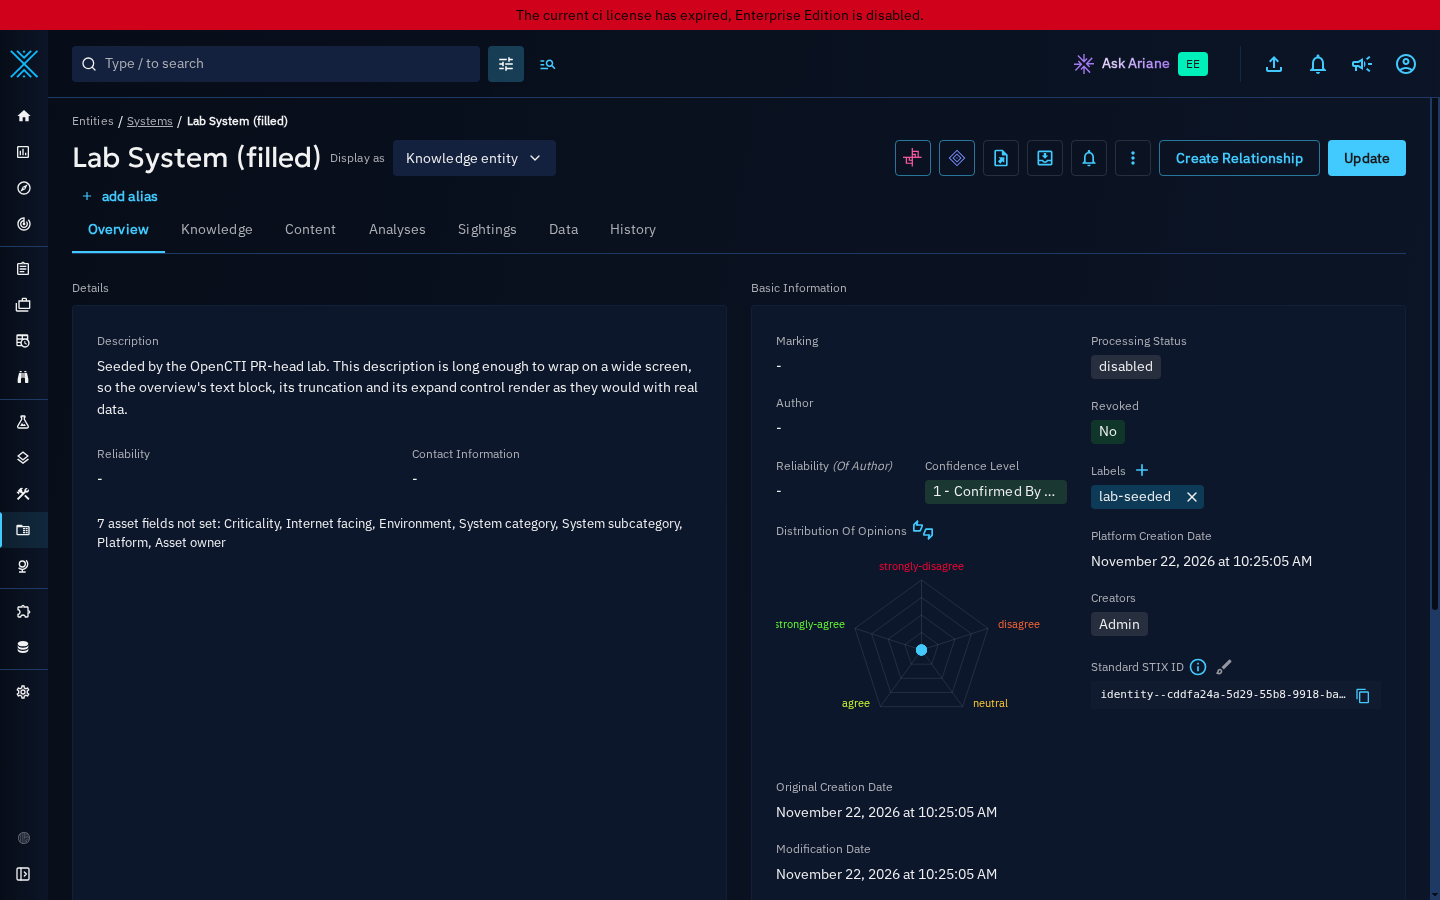 The current ci license has expired, Enterprise Edition is disabled.
Type / to search
Ask Ariane
EE
Entities / Systems / Lab System (filled)
Lab System (filled)
Display as
Knowledge entity
Create Relationship
Update
+ add alias
Overview
Knowledge
Content
Analyses
Sightings
Data
History
Details
Description
Seeded by the OpenCTI PR-head lab. This description is long enough to wrap on a wide screen,
so the overview's text block, its truncation and its expand control render as they would with real
data.
Reliability
Contact Information
-
-
7 asset fields not set: Criticality, Internet facing, Environment, System category, System subcategory,
Platform, Asset owner
Basic Information
Marking
-
Author
-
Reliability (Of Author)
-
Confidence Level
1 - Confirmed By ...
Distribution Of Opinions
strongly-disagree
strongly-agree
disagree
agree
neutral
Processing Status
disabled
Revoked
No
Labels
lab-seeded
Platform Creation Date
November 22, 2026 at 10:25:05 AM
Creators
Admin
Standard STIX ID
identity--cddfa24a-5d29-55b8-9918-ba…
Original Creation Date
November 22, 2026 at 10:25:05 AM
Modification Date
November 22, 2026 at 10:25:05 AM